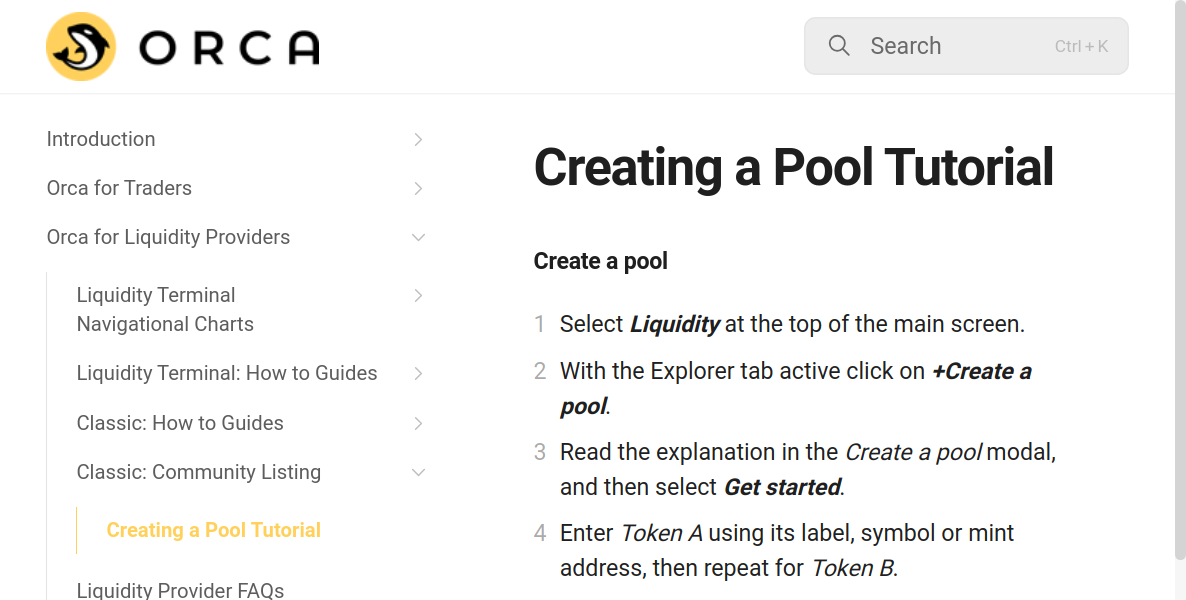 ORCA
Search
Ctrl + K
Introduction
Orca for Traders
Orca for Liquidity Providers
Liquidity Terminal
Navigational Charts
Liquidity Terminal: How to Guides
Classic: How to Guides
Classic: Community Listing
Creating a Pool Tutorial
Liquidity Provider FAQs
Creating a Pool Tutorial
Create a pool
1 Select Liquidity at the top of the main screen.
2 With the Explorer tab active click on +Create a
pool.
3 Read the explanation in the Create a pool modal,
and then select Get started.
4 Enter Token A using its label, symbol or mint
address, then repeat for Token B.